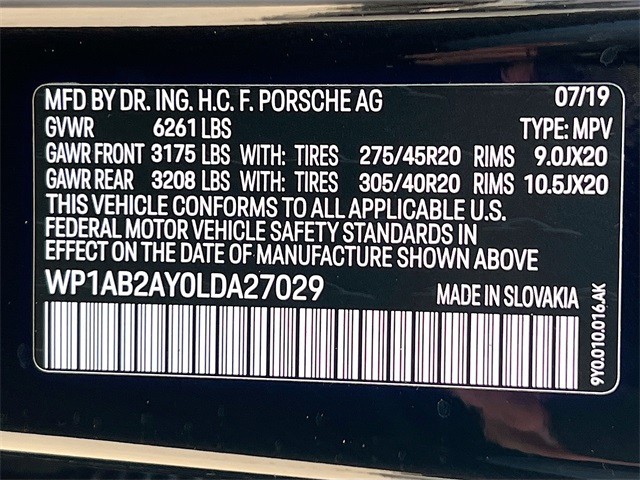 MFD BY DR. ING. H.C. F. PORSCHE AG 07/19
GVWR 6261 LBS TYPE: MPV
GAWR FRONT 3175 LBS WITH: TIRES 275/45R20 RIMS 9.0JX20
GAWR REAR 3208 LBS WITH: TIRES 305/40R20 RIMS 10.5JX20
THIS VEHICLE CONFORMS TO ALL APPLICABLE U.S.
FEDERAL MOTOR VEHICLE SAFETY STANDARDS IN
EFFECT ON THE DATE OF MANUFACTURE SHOWN ABOVE
WP1AB2AY0LDA27029 MADE IN SLOVAKIA
9Y0.010.016.AK